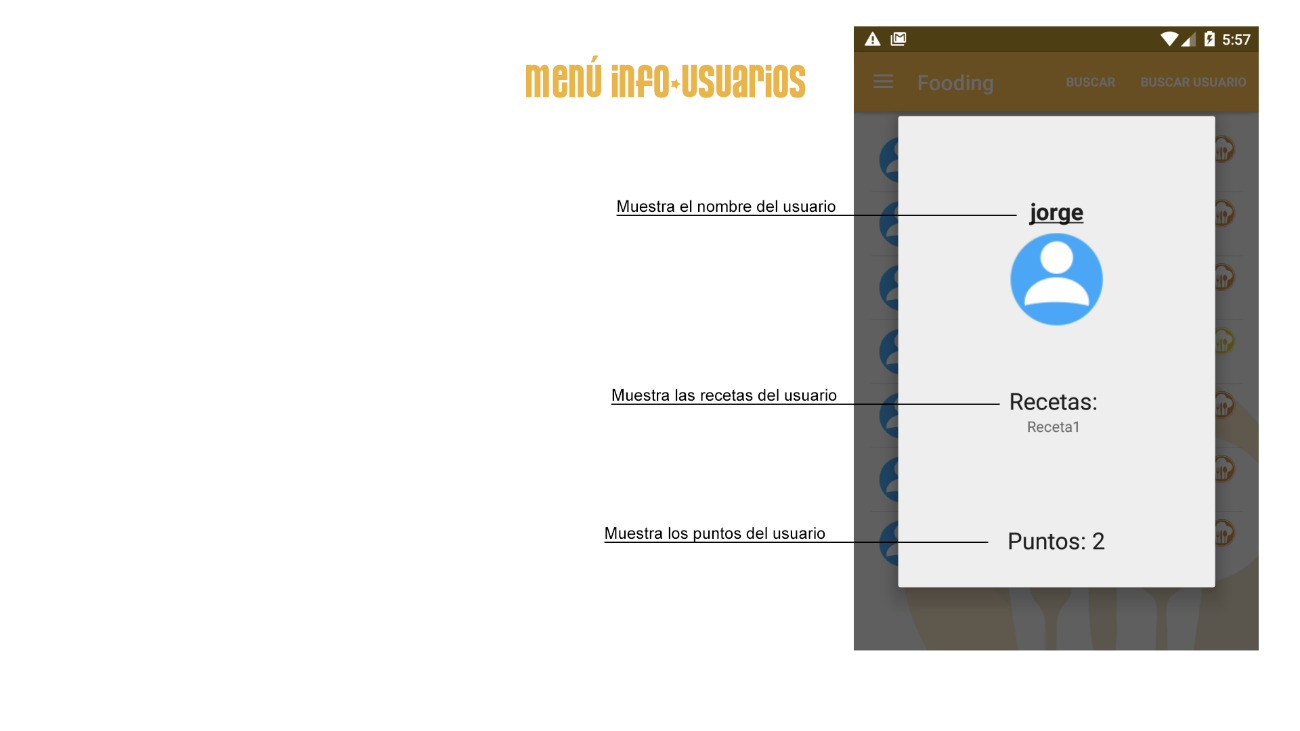 menú info·usuarios
5:57
Fooding BUSCAR BUSCAR USUARIO
Muestra el nombre del usuario
jorge
Muestra las recetas del usuario
Recetas:
Receta1
Muestra los puntos del usuario
Puntos: 2